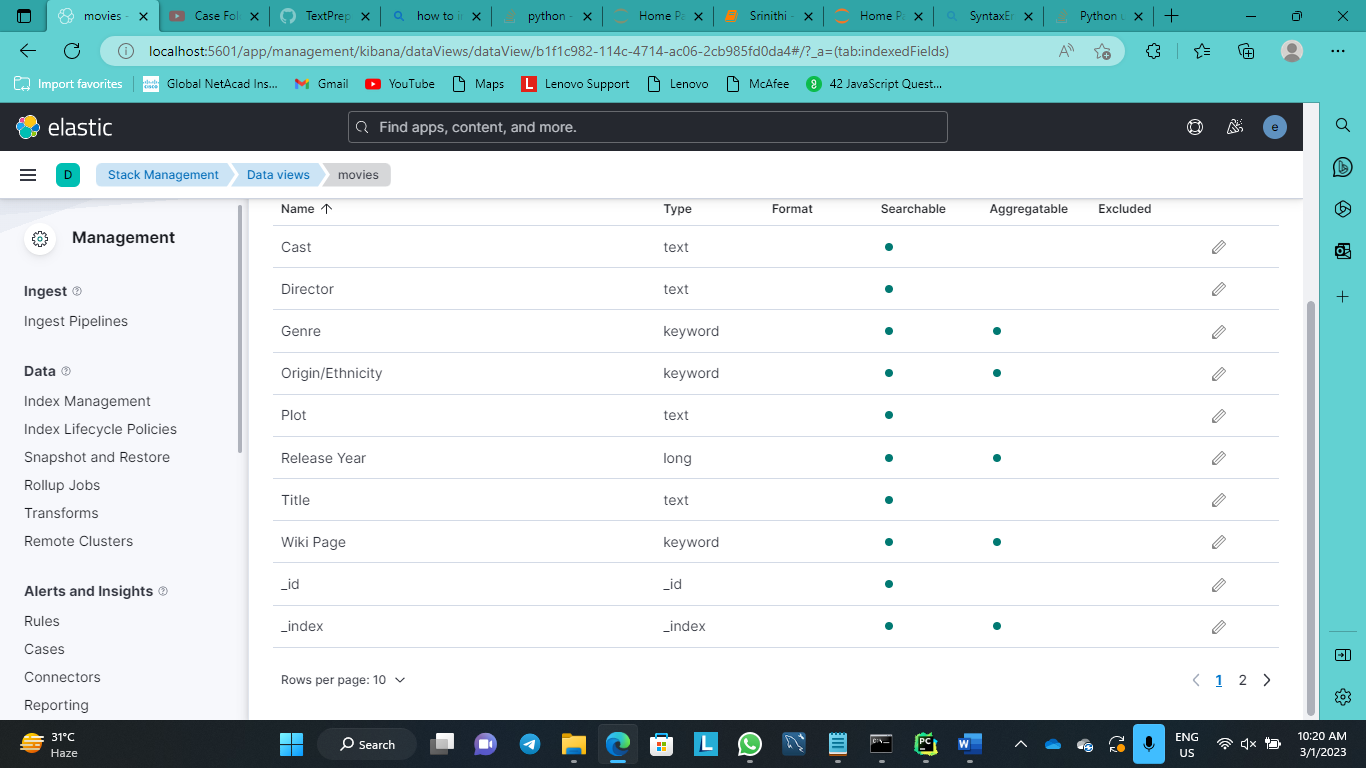 movies -
Case Fol
TextPrep
how to i
python -
Home Pa
Srinithi -
Home Pa
SyntaxEr
Python u
localhost:5601/app/management/kibana/dataViews/dataView/b1f1c982-114c-4714-ac06-2cb985fd0da4#/?_a=(tab:indexedFields)
Import favorites
Global NetAcad Ins...
Gmail
YouTube
Maps
Lenovo Support
Lenovo
McAfee
42 JavaScript Quest...
elastic
Find apps, content, and more.
e
D
Stack Management
Data views
movies
Management
Ingest
Ingest Pipelines
Data
Index Management
Index Lifecycle Policies
Snapshot and Restore
Rollup Jobs
Transforms
Remote Clusters
Alerts and Insights
Rules
Cases
Connectors
Reporting
Name Type Format Searchable Aggregatable Excluded
Cast text
Director text
Genre keyword
Origin/Ethnicity keyword
Plot text
Release Year long
Title text
Wiki Page keyword
_id _id
_index _index
Rows per page: 10
1 2
31°C
Haze
Search
ENG
US
10:20 AM
3/1/2023